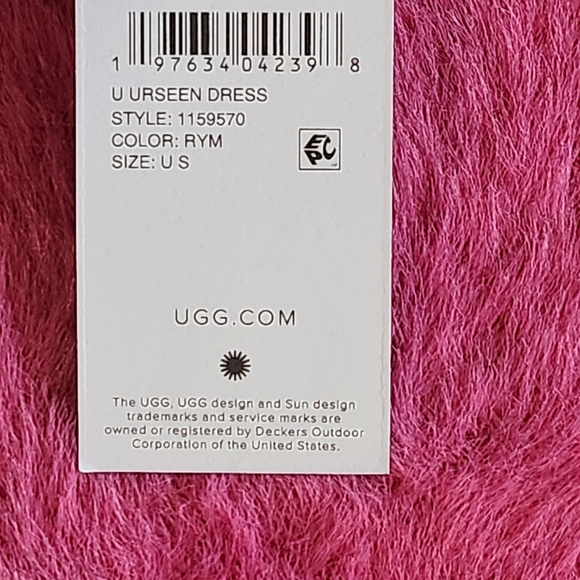 1 97634 04239 8
U URSEEN DRESS
STYLE: 1159570
COLOR: RYM
SIZE: U S
EPC
UGG.COM
The UGG, UGG design and Sun design
trademarks and service marks are
owned or registered by Deckers Outdoor
Corporation of the United States.